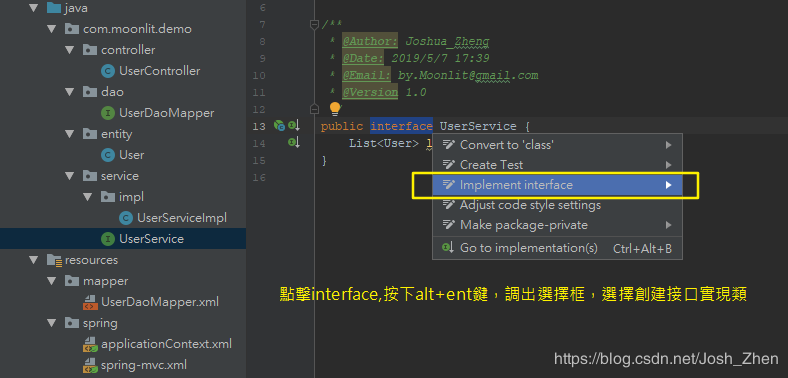 java
com.moonlit.demo
controller
UserController
dao
UserDaoMapper
entity
User
service
impl
UserServiceImpl
UserService
resources
mapper
UserDaoMapper.xml
spring
applicationContext.xml
spring-mvc.xml
6
7 /**
8 * @Author: Joshua_Zheng
9 * @Date: 2019/5/7 17:39
10 * @Email: by.Moonlit@gmail.com
11 * @Version 1.0
12
13 public interface UserService {
14 List<User> l
15 }
16
Convert to 'class'
Create Test
Implement interface
Adjust code style settings
Make package-private
Go to implementation(s) Ctrl+Alt+B
點擊interface,按下alt+ent鍵，調出選擇框，選擇創建接口實現類
https://blog.csdn.net/Josh_Zhen